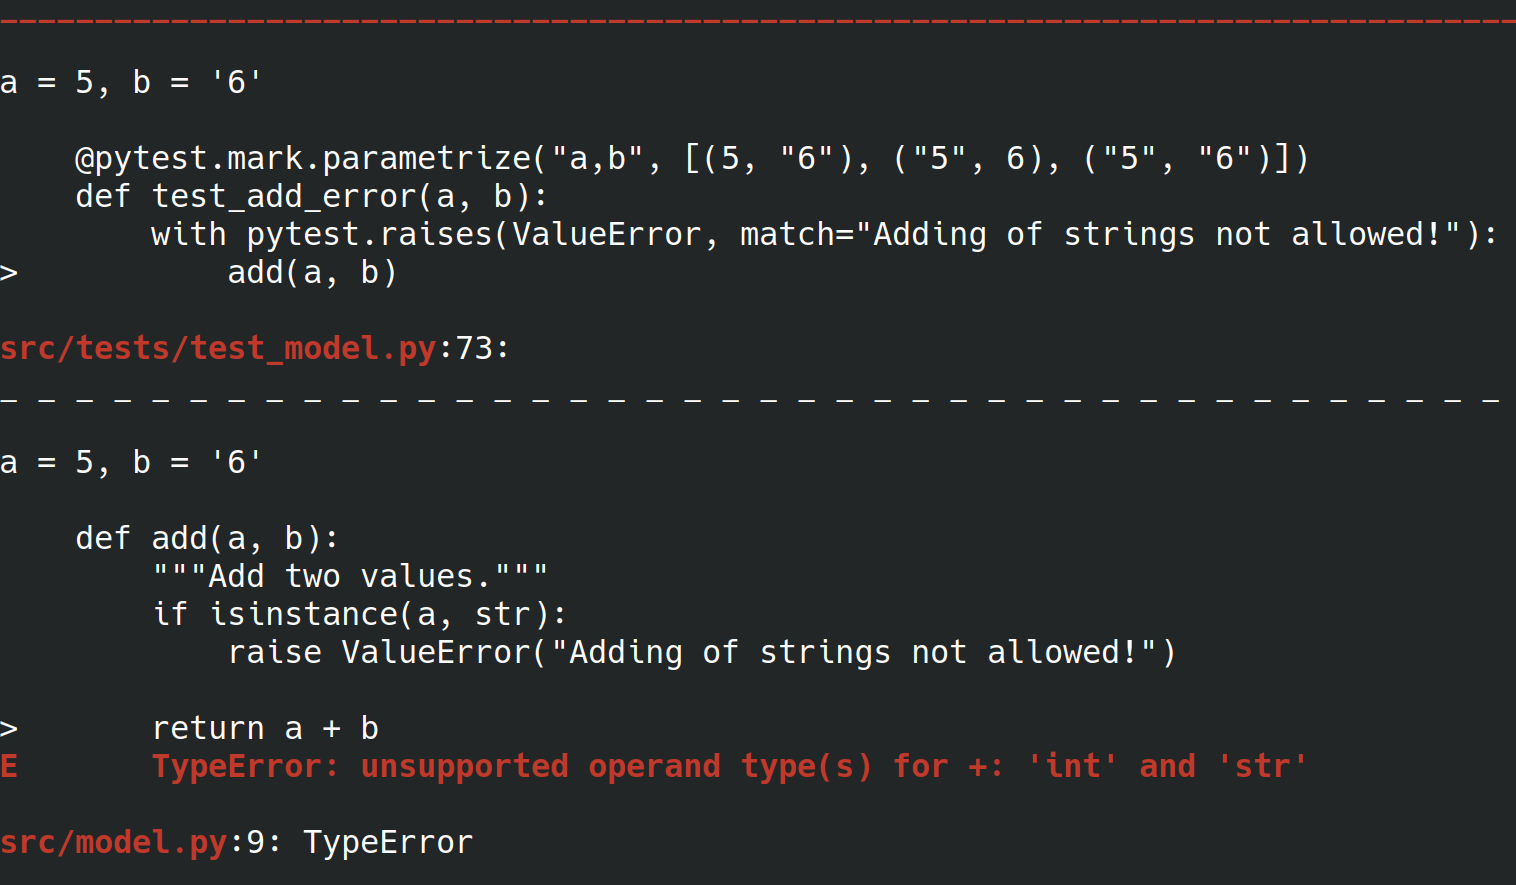 a = 5, b = '6'
    @pytest.mark.parametrize("a,b", [(5, "6"), ("5", 6), ("5", "6")])
    def test_add_error(a, b):
        with pytest.raises(ValueError, match="Adding of strings not allowed!"):
>           add(a, b)
src/tests/test_model.py:73:
_ _ _ _ _ _ _ _ _ _ _ _ _ _ _ _ _ _ _ _ _ _ _ _ _ _ _ _ _ _ _ _ _ _ _ _ _ _ _ _
a = 5, b = '6'
    def add(a, b):
        """Add two values."""
        if isinstance(a, str):
            raise ValueError("Adding of strings not allowed!")
>       return a + b
E       TypeError: unsupported operand type(s) for +: 'int' and 'str'
src/model.py:9: TypeError